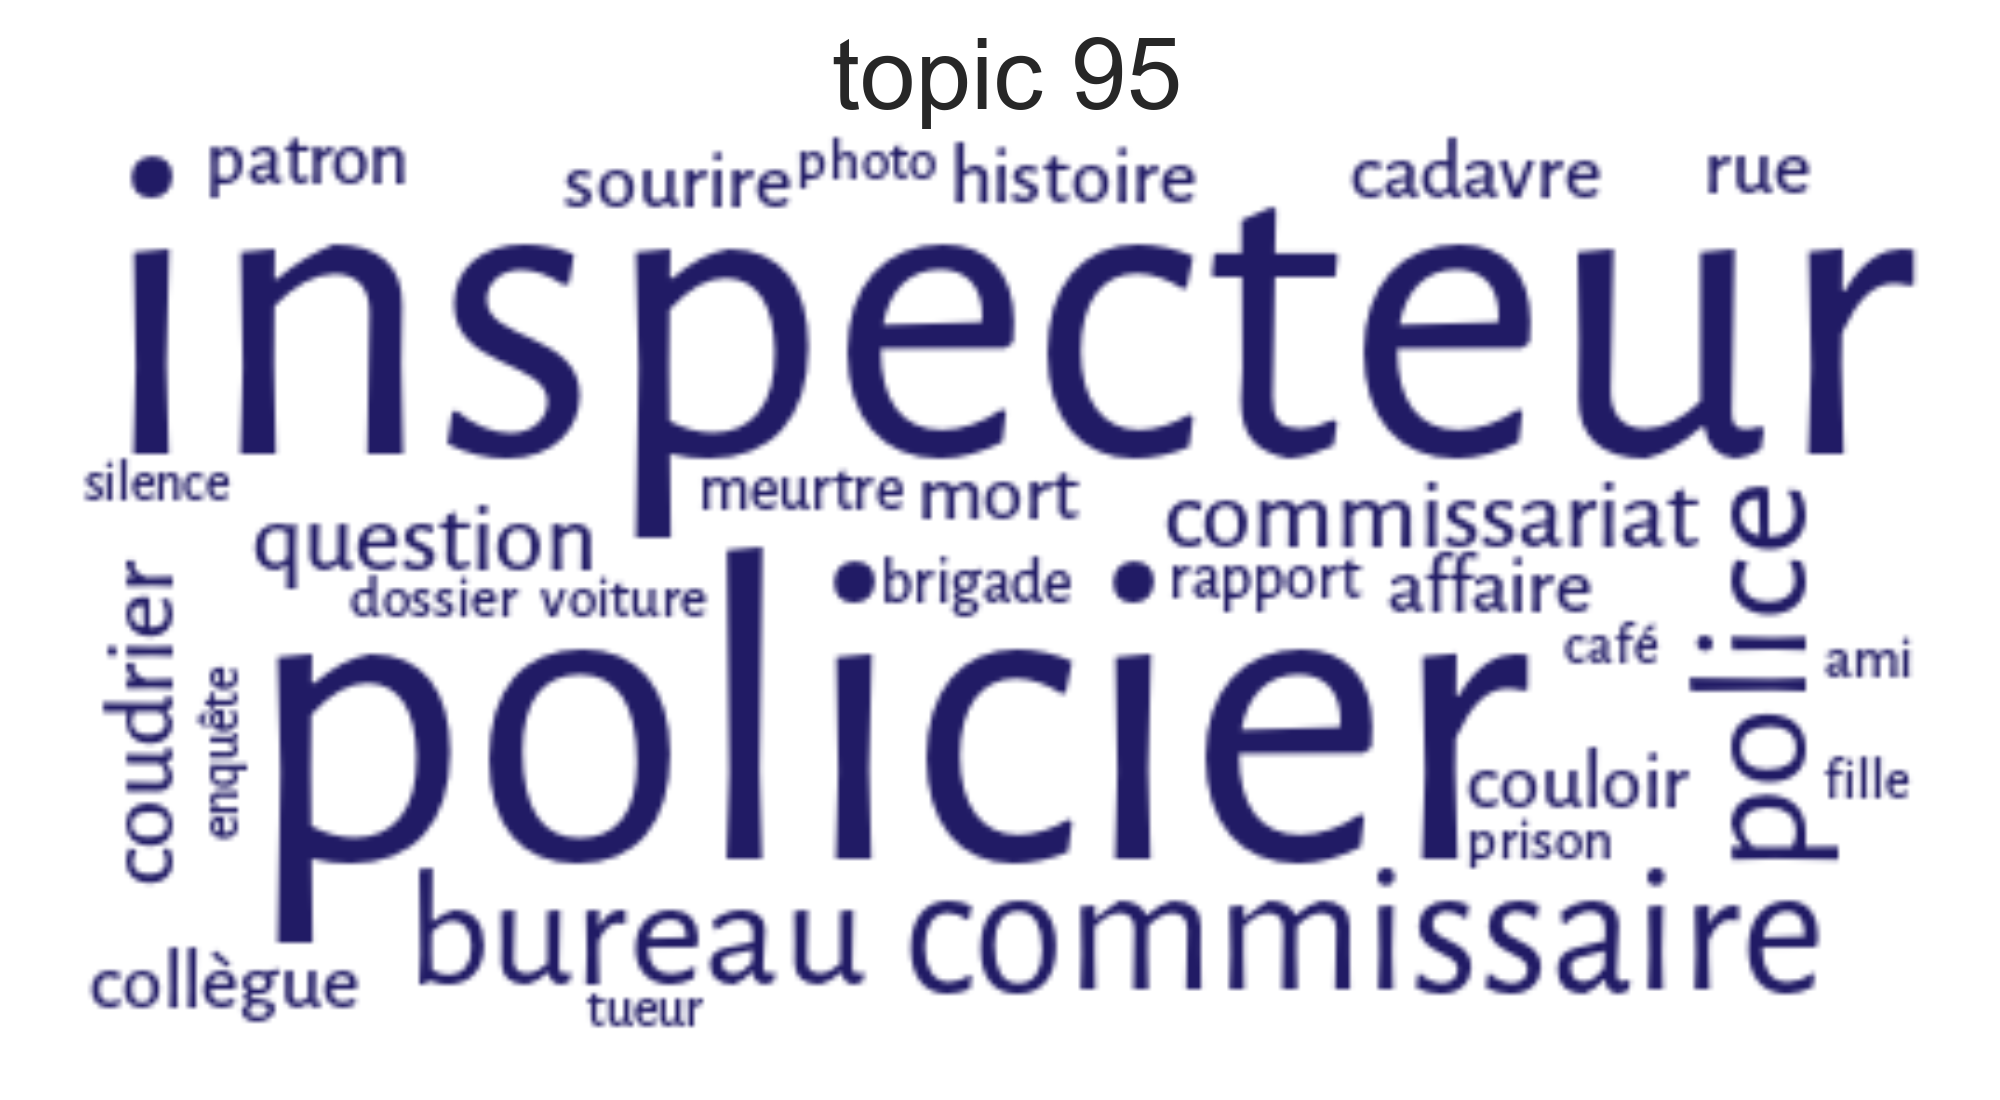 topic 95
patron
sourire
photo
histoire
cadavre
rue
inspecteur
silence
question
meurtre
mort
commissariat
police
dossier
voiture
brigade
rapport
affaire
coudrier
enquête
policier
café
ami
couloir
fille
prison
bureau
commissaire
collègue
tueur